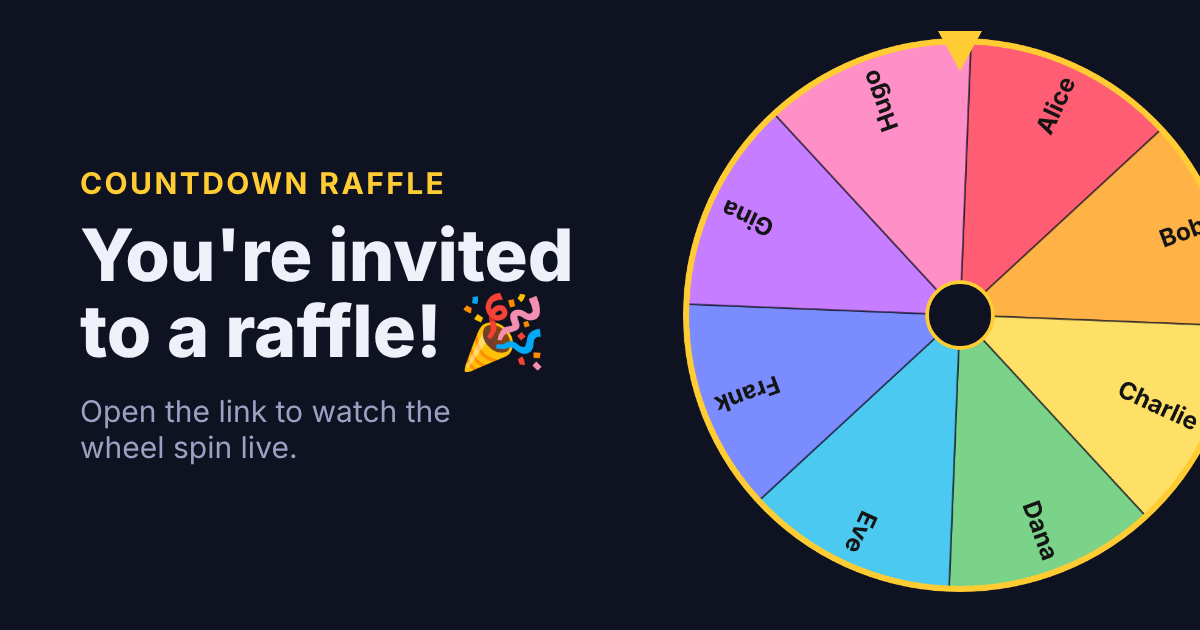 COUNTDOWN RAFFLE
You're invited
to a raffle! 🎉
Open the link to watch the
wheel spin live.
Hugo
Alice
Gina
Bob
Frank
Charlie
Eve
Dana